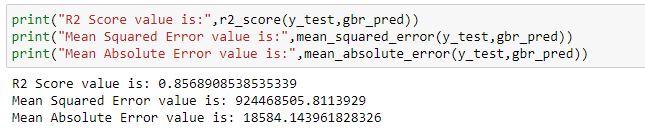 print("R2 Score value is:",r2_score(y_test,gbr_pred))
print("Mean Squared Error value is:",mean_squared_error(y_test,gbr_pred))
print("Mean Absolute Error value is:",mean_absolute_error(y_test,gbr_pred))
R2 Score value is: 0.8568908538535339
Mean Squared Error value is: 924468505.8113929
Mean Absolute Error value is: 18584.143961828326